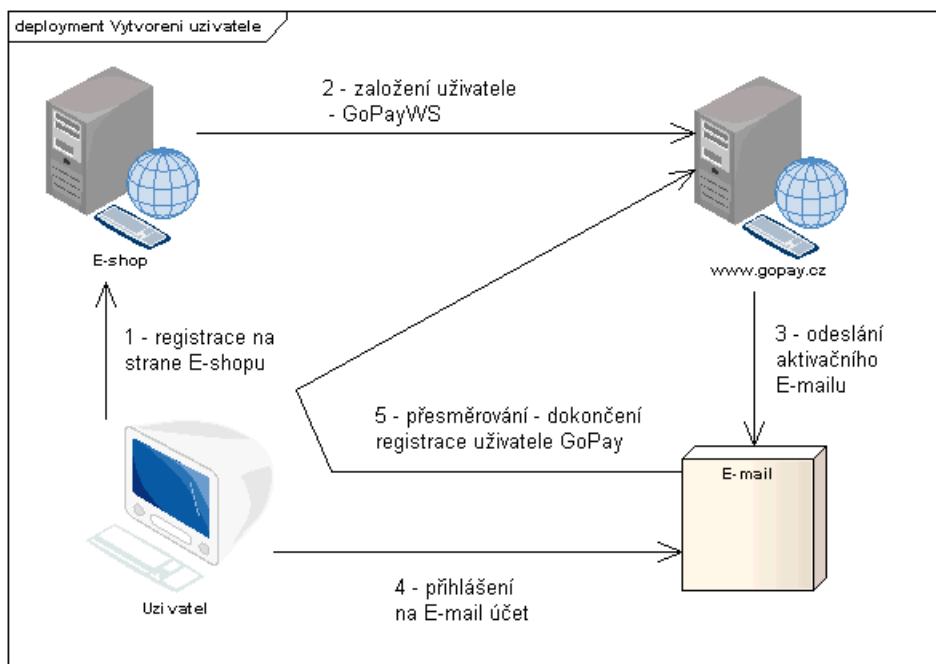 deployment Vytvoreni uzivatele
2 - založení uživatele
- GoPayWS
E-shop
www.gopay.cz
1 - registrace na
strane E-shopu
3 - odeslání
aktivačního
E-mailu
5 - přesměrování - dokončení
registrace uživatele GoPay
E-mail
4 - přihlášení
na E-mail účet
Uzivatel